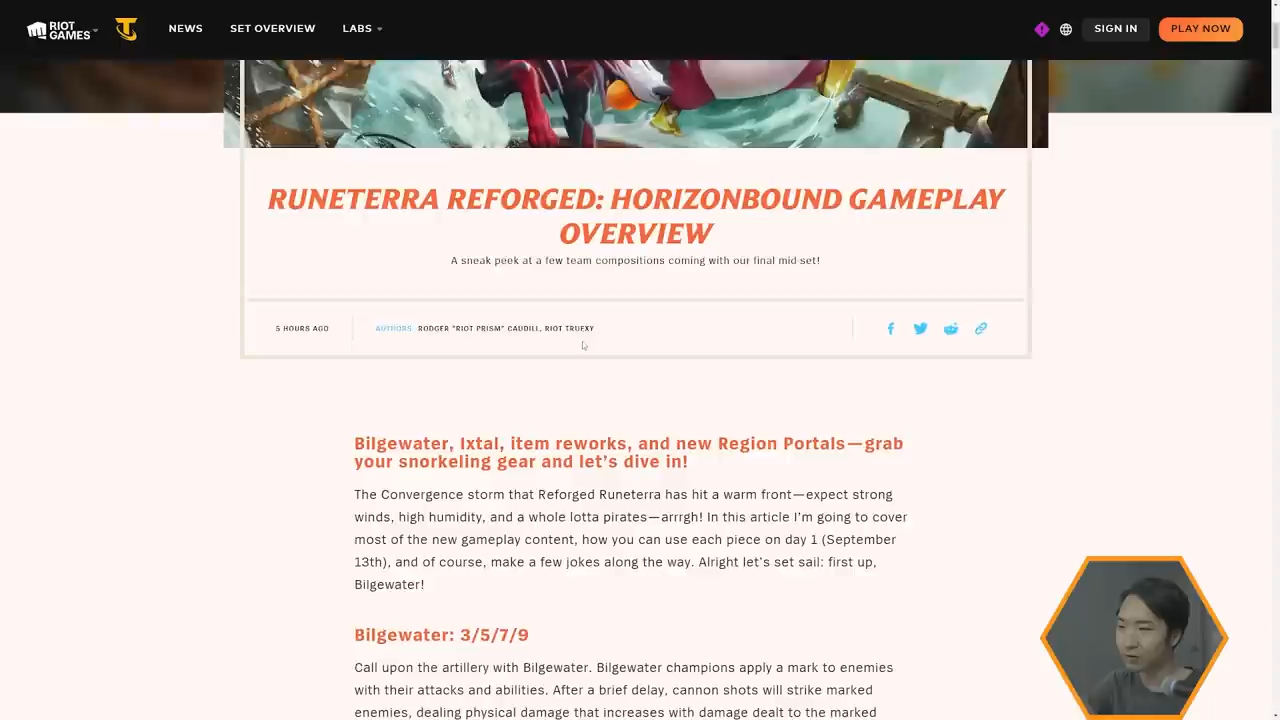 RIOT GAMES
NEWS
SET OVERVIEW
LABS
SIGN IN
PLAY NOW
RUNETERRA REFORGED: HORIZONBOUND GAMEPLAY
OVERVIEW
A sneak peek at a few team compositions coming with our final mid-set!
5 HOURS AGO
AUTHORS RODGER "RIOT PRISM" CAUDILL, RIOT TRUEXY
Bilgewater, Ixtal, item reworks, and new Region Portals—grab
your snorkeling gear and let's dive in!
The Convergence storm that Reforged Runeterra has hit a warm front—expect strong
winds, high humidity, and a whole lotta pirates—arrrgh! In this article I'm going to cover
most of the new gameplay content, how you can use each piece on day 1 (September
13th), and of course, make a few jokes along the way. Alright let's set sail: first up,
Bilgewater!
Bilgewater: 3/5/7/9
Call upon the artillery with Bilgewater. Bilgewater champions apply a mark to enemies
with their attacks and abilities. After a brief delay, cannon shots will strike marked
enemies, dealing physical damage that increases with damage dealt to the marked